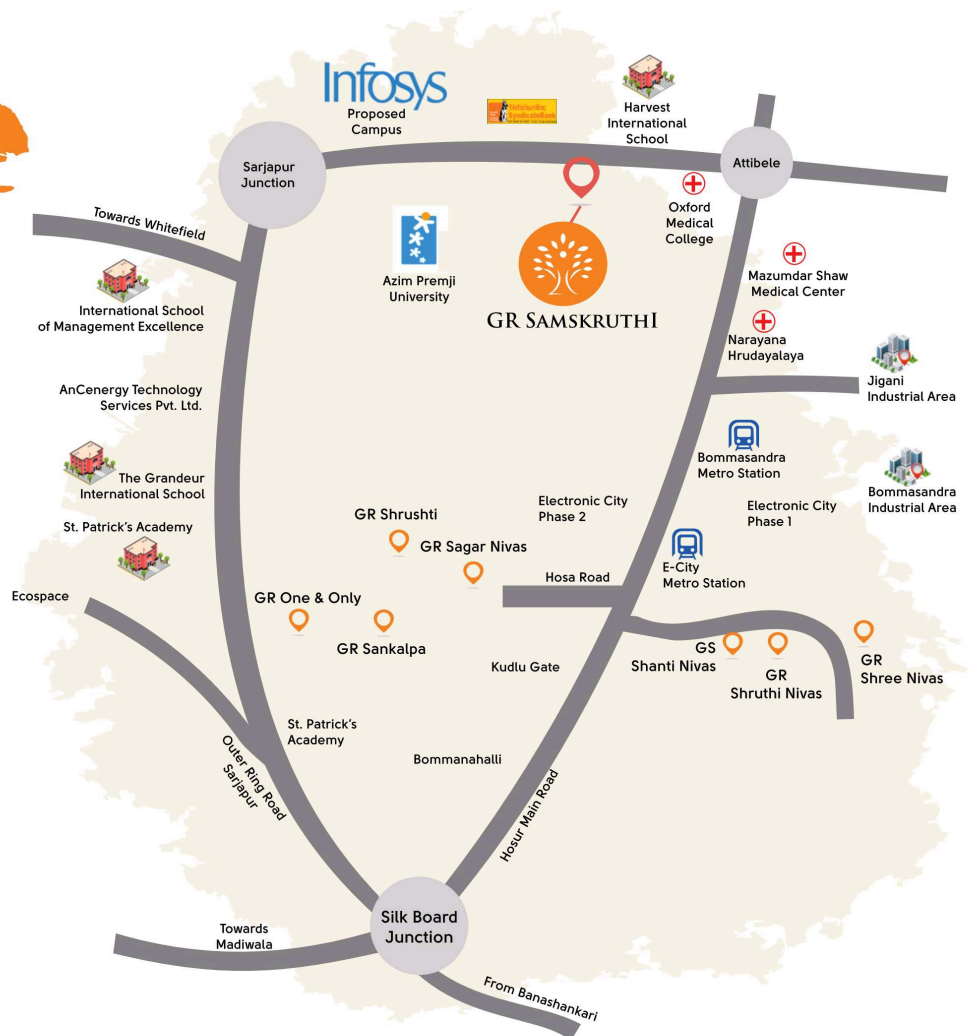 Infosys
Proposed
Campus
SyndicateBank
Harvest
International
School
Sarjapur
Junction
Attibele
Towards Whitefield
Oxford
Medical
College
Azim Premji
University
Mazumdar Shaw
Medical Center
GR SAMSKRUTHI
International School
of Management Excellence
Narayana
Hrudayalaya
Jigani
Industrial Area
AnCenergy Technology
Services Pvt. Ltd.
Bommasandra
Metro Station
The Grandeur
International School
Electronic City
Phase 2
Electronic City
Phase 1
Bommasandra
Industrial Area
St. Patrick's Academy
GR Shrushti
GR Sagar Nivas
E-City
Metro Station
Hosa Road
Ecospace
GR One & Only
GR Sankalpa
Kudlu Gate
GS
Shanti Nivas
GR
Shruthi Nivas
GR
Shree Nivas
St. Patrick's
Academy
Outer Ring Road
Sarjapur
Bommanahalli
Hosur Main Road
Silk Board
Junction
Towards
Madiwala
From Banashankari